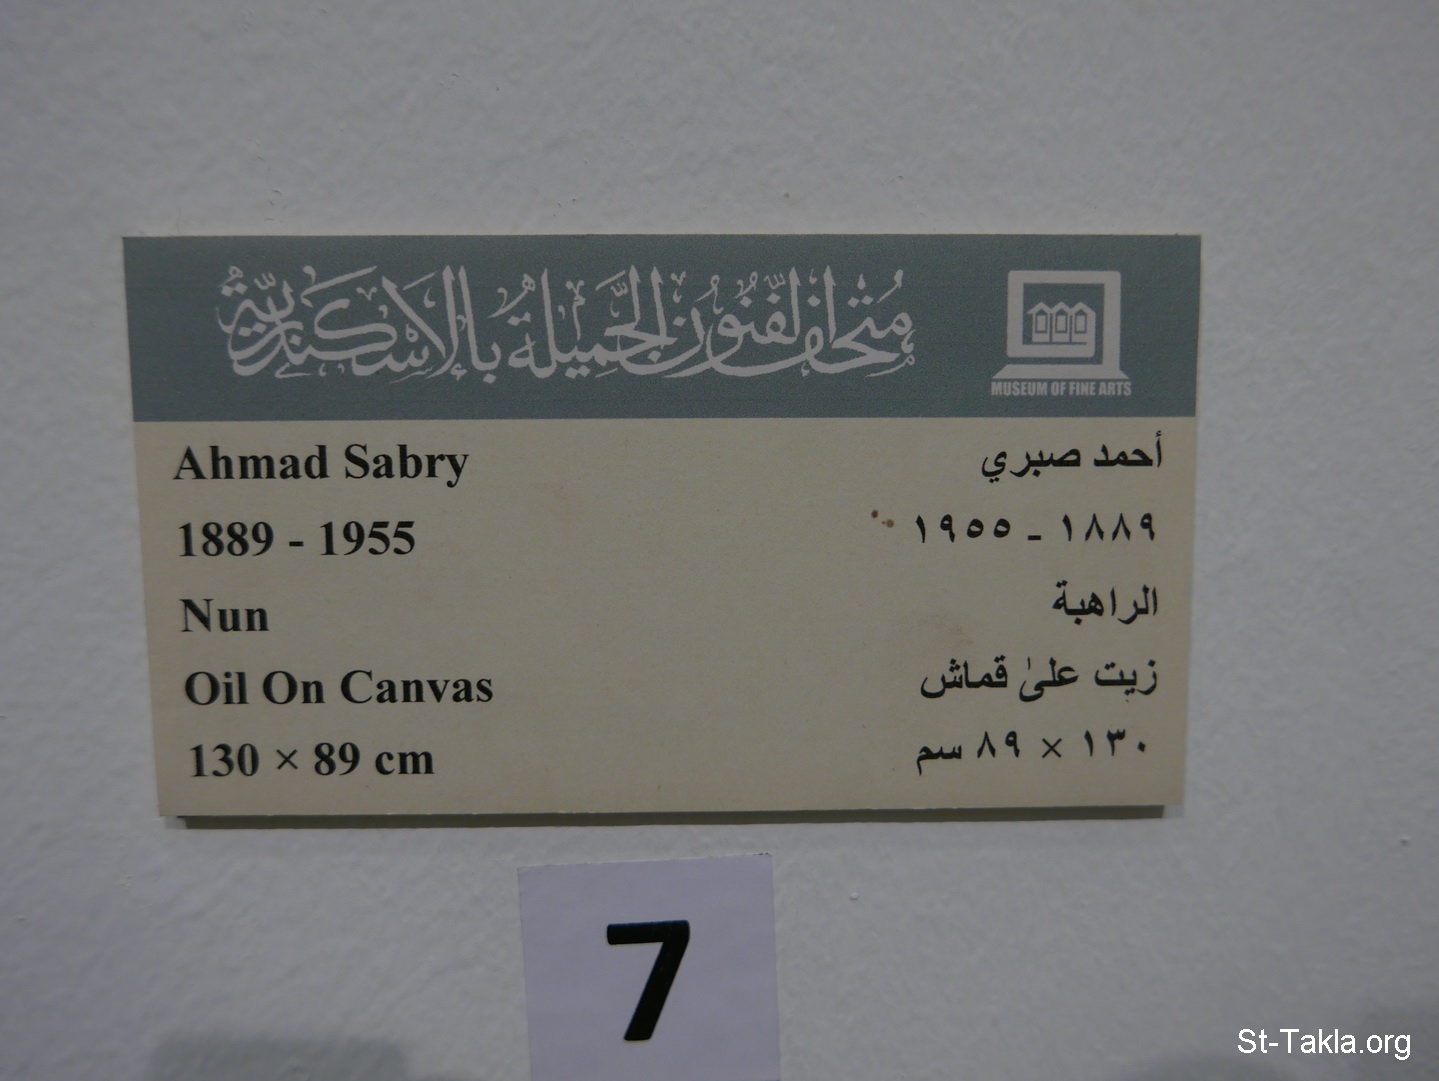 متحف الفنون الجميلة بالإسكندرية
MUSEUM OF FINE ARTS
Ahmad Sabry
1889 - 1955
Nun
Oil On Canvas
130 × 89 cm
أحمد صبري
١٨٨٩ - ١٩٥٥
الراهبة
زيت على قماش
١٣٠ × ٨٩ سم
7
St-Takla.org